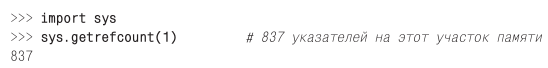 >>> import sys
>>> sys.getrefcount(1) # 837 указателей на этот участок памяти
837